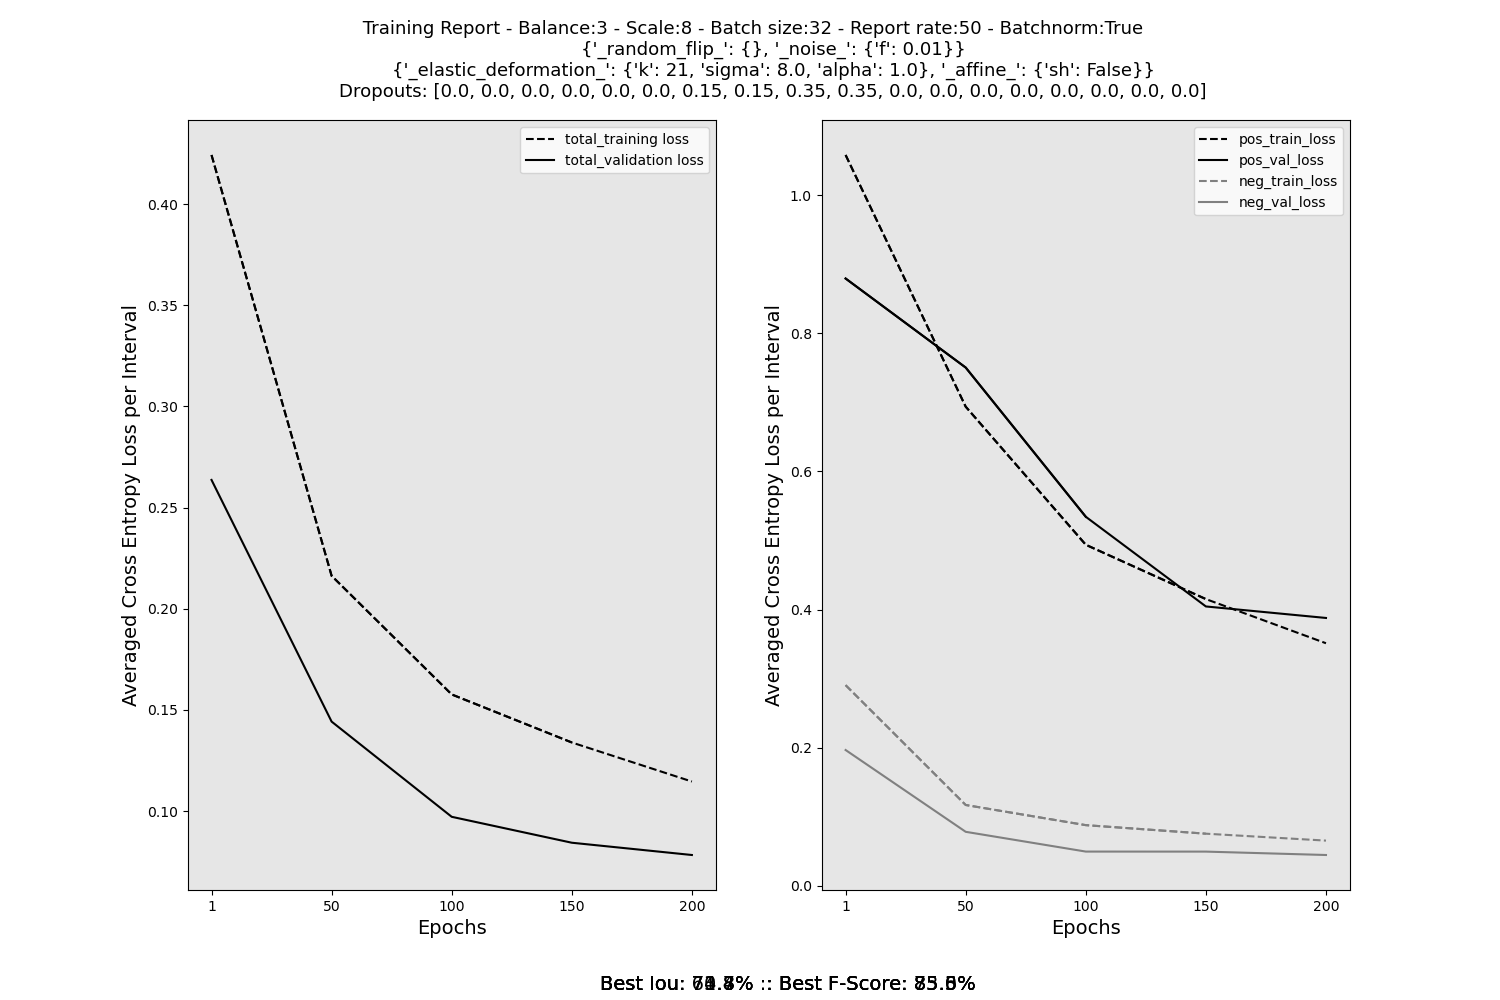 Training Report - Balance:3 - Scale:8 - Batch size:32 - Report rate:50 - Batchnorm:True
{'_random_flip_': {}, '_noise_': {'f': 0.01}}
{'_elastic_deformation_': {'k': 21, 'sigma': 8.0, 'alpha': 1.0}, '_affine_': {'sh': False}}
Dropouts: [0.0, 0.0, 0.0, 0.0, 0.0, 0.0, 0.15, 0.15, 0.35, 0.35, 0.0, 0.0, 0.0, 0.0, 0.0, 0.0, 0.0, 0.0]
total_training loss
total_validation loss
Averaged Cross Entropy Loss per Interval
0.40
0.35
0.30
0.25
0.20
0.15
0.10
1 50 100 150 200
Epochs
pos_train_loss
pos_val_loss
neg_train_loss
neg_val_loss
Averaged Cross Entropy Loss per Interval
1.0
0.8
0.6
0.4
0.2
0.0
1 50 100 150 200
Epochs
Best Iou: :: Best F-Score: